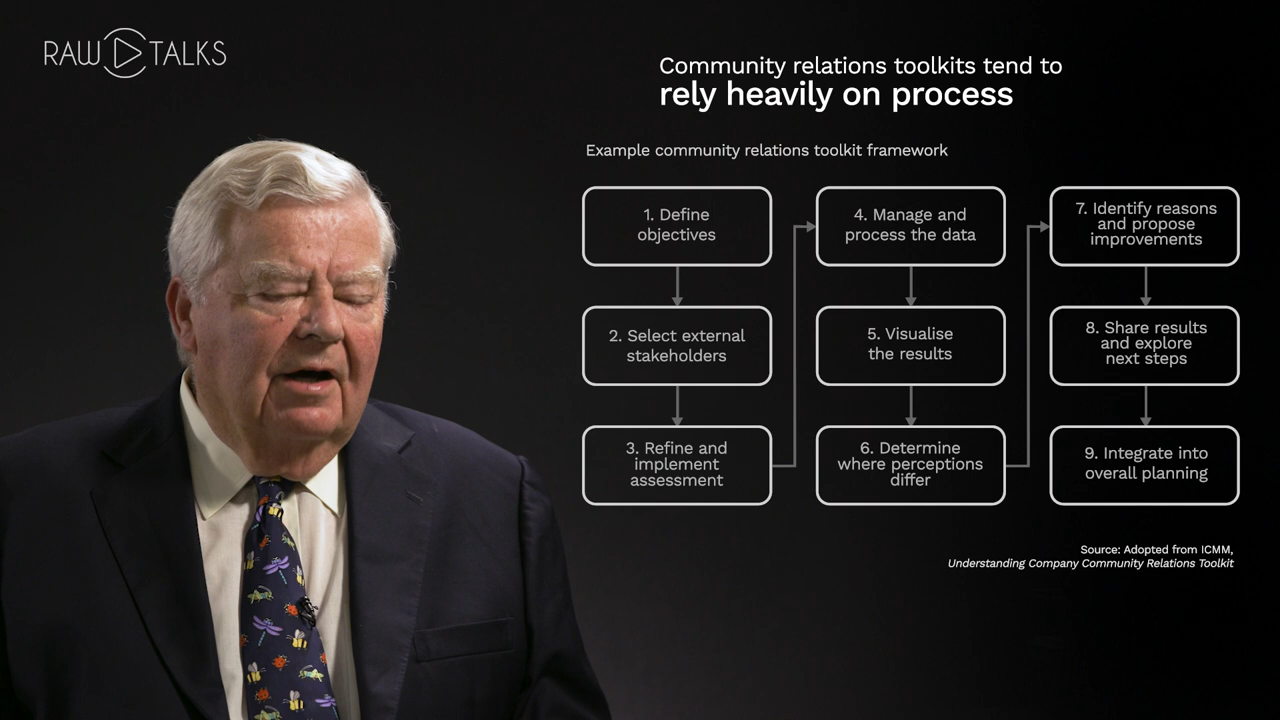 RAW TALKS
Community relations toolkits tend to
rely heavily on process
Example community relations toolkit framework
1. Define
objectives
2. Select external
stakeholders
3. Refine and
implement
assessment
4. Manage and
process the data
5. Visualise
the results
6. Determine
where perceptions
differ
7. Identify reasons
and propose
improvements
8. Share results
and explore
next steps
9. Integrate into
overall planning
Source: Adopted from ICMM,
Understanding Company Community Relations Toolkit